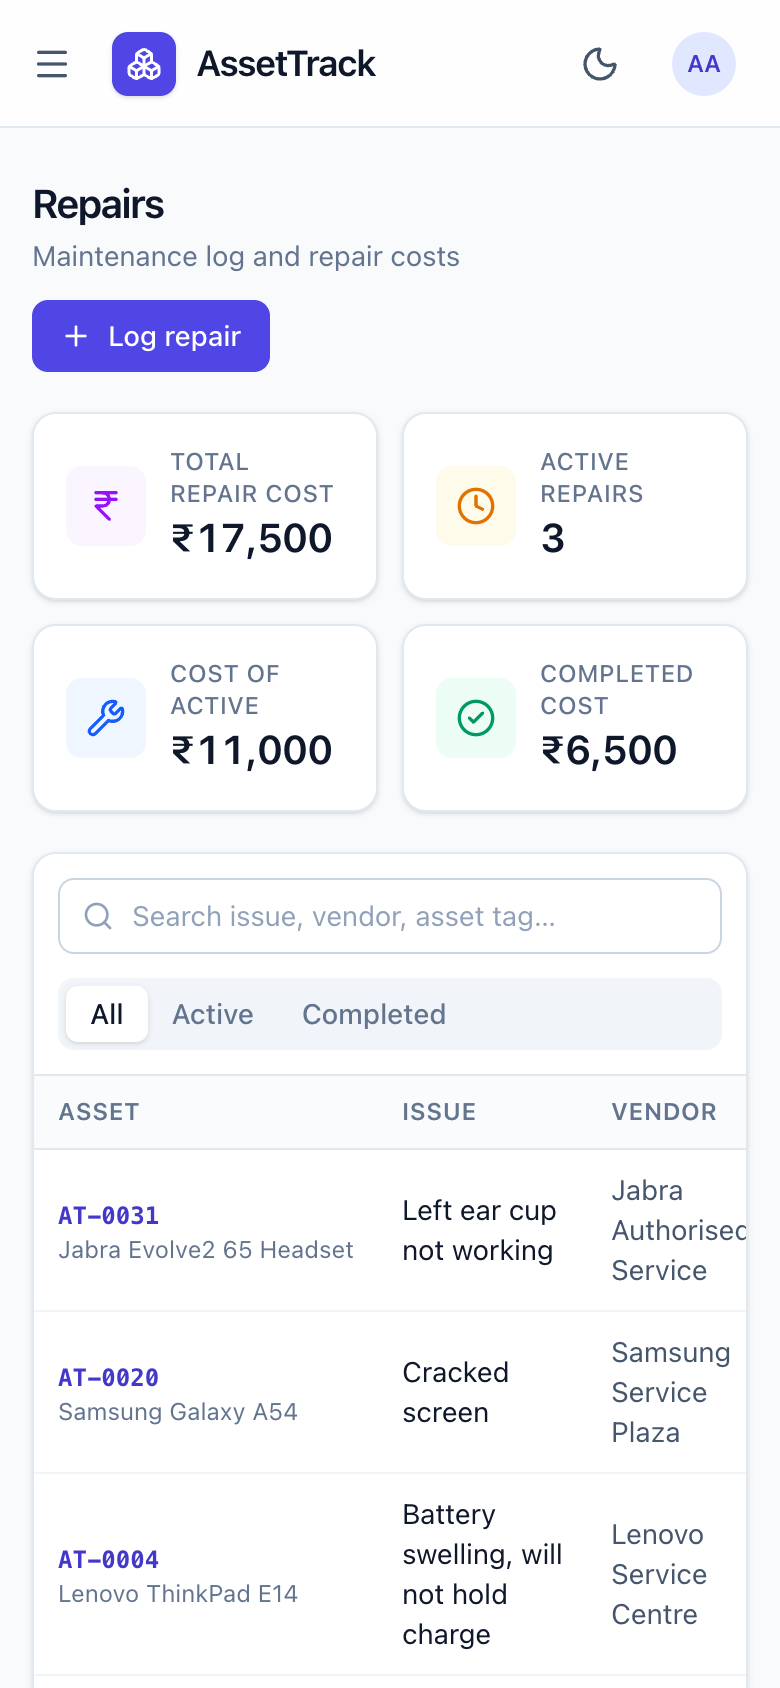 AssetTrack
AA
Repairs
Maintenance log and repair costs
Log repair
TOTAL
REPAIR COST
₹17,500
ACTIVE
REPAIRS
3
COST OF
ACTIVE
₹11,000
COMPLETED
COST
₹6,500
Search issue, vendor, asset tag...
All Active Completed
ASSET ISSUE VENDOR
AT-0031
Jabra Evolve2 65 Headset
Left ear cup
not working
Jabra
Authorised
Service
AT-0020
Samsung Galaxy A54
Cracked
screen
Samsung
Service
Plaza
AT-0004
Lenovo ThinkPad E14
Battery
swelling, will
not hold
charge
Lenovo
Service
Centre